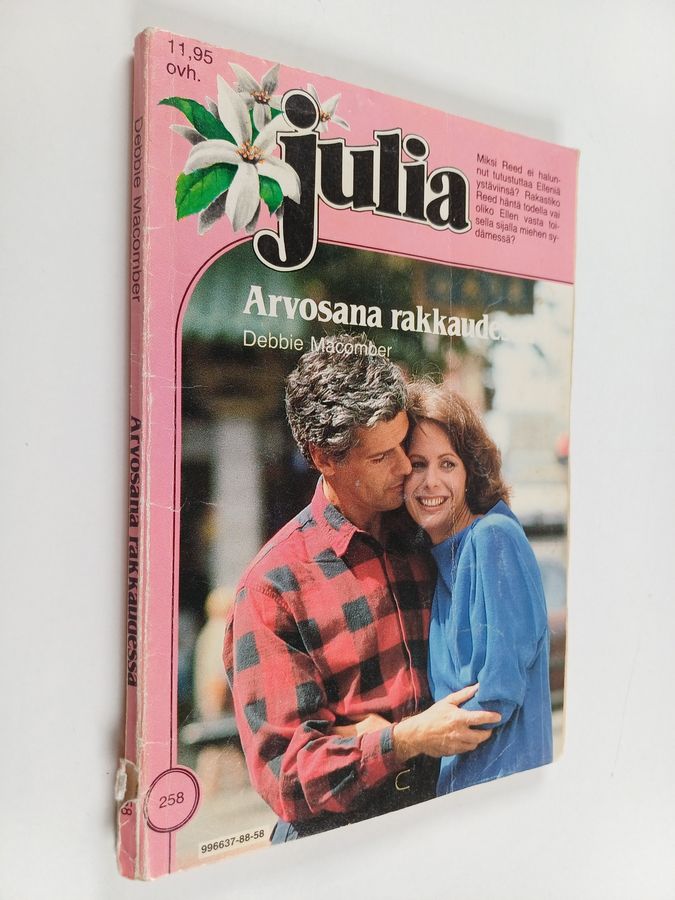 11,95
ovh.
julia
Miksi Reed ei halun-
nut tutustuttaa Elleniä
ystäviinsä? Rakastiko
Reed häntä todella vai
oliko Ellen vasta toi-
sella sijalla miehen sy-
dämessä?
Arvosana rakkaude
Debbie Macomber
258
996637-88-58
Debbie Macomber
Arvosana rakkaudessa